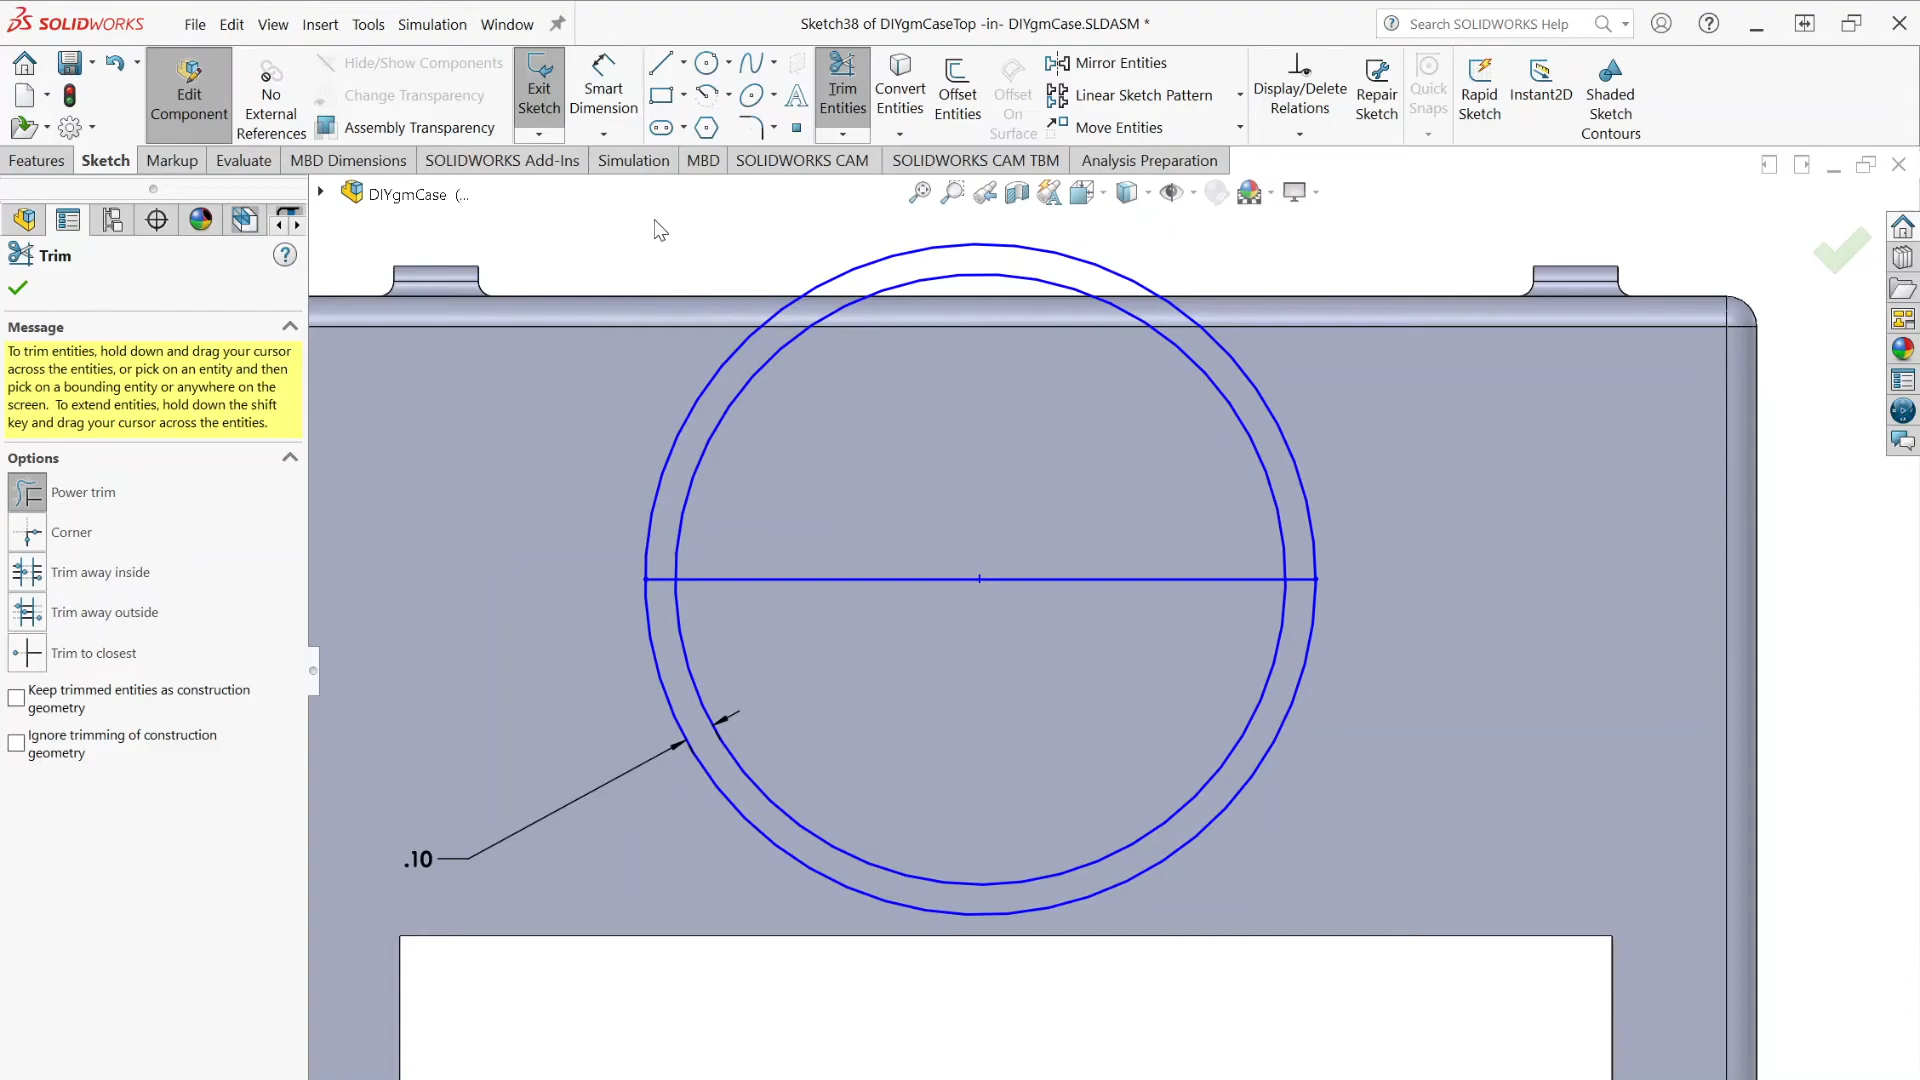 SOLIDWORKS
File Edit View Insert Tools Simulation Window
Sketch38 of DIYgmCaseTop -in- DIYgmCase.SLDASM *
Search SOLIDWORKS Help
Edit Component
No External References
Hide/Show Components
Change Transparency
Assembly Transparency
Exit Sketch
Smart Dimension
Trim Entities
Convert Entities
Offset Entities
Offset On Surface
Mirror Entities
Linear Sketch Pattern
Move Entities
Display/Delete Relations
Repair Sketch
Quick Snaps
Rapid Sketch
Instant2D
Shaded Sketch Contours
Features Sketch Markup Evaluate MBD Dimensions SOLIDWORKS Add-Ins Simulation MBD SOLIDWORKS CAM SOLIDWORKS CAM TBM Analysis Preparation
DIYgmCase (...
Trim
Message
To trim entities, hold down and drag your cursor
across the entities, or pick on an entity and then
pick on a bounding entity or anywhere on the
screen. To extend entities, hold down the shift
key and drag your cursor across the entities.
Options
Power trim
Corner
Trim away inside
Trim away outside
Trim to closest
Keep trimmed entities as construction
geometry
Ignore trimming of construction
geometry
.10